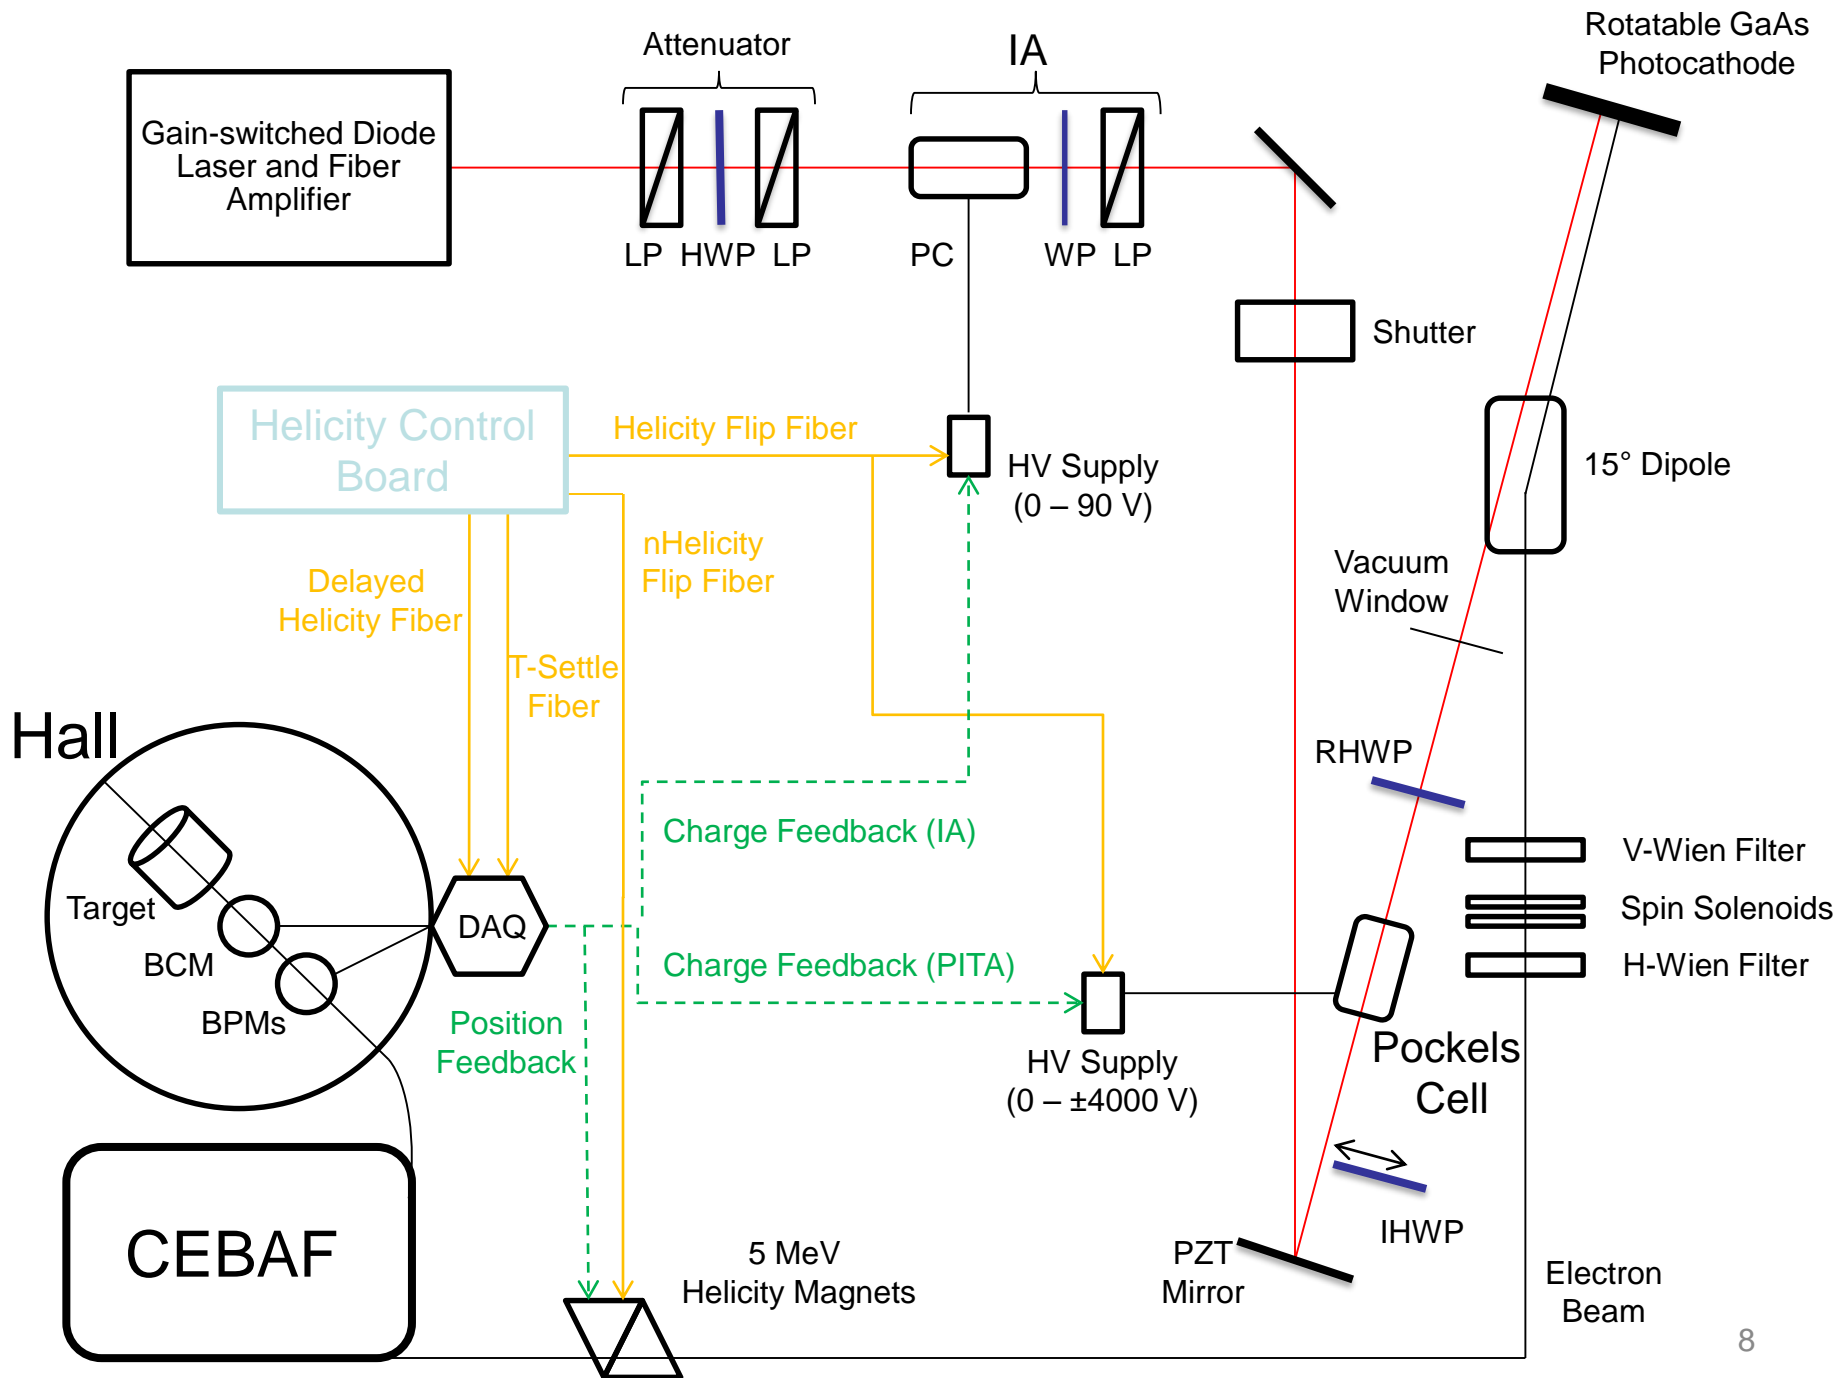 Rotatable GaAs
Photocathode
Attenuator
IA
Gain-switched Diode
Laser and Fiber
Amplifier
LP HWP LP
PC
WP LP
Shutter
Helicity Control
Board
Helicity Flip Fiber
HV Supply
(0 – 90 V)
15° Dipole
nHelicity
Flip Fiber
Delayed
Helicity Fiber
Vacuum
Window
T-Settle
Fiber
Hall
RHWP
Charge Feedback (IA)
V-Wien Filter
Target
DAQ
Spin Solenoids
BCM
Charge Feedback (PITA)
H-Wien Filter
BPMs
Position
Feedback
HV Supply
(0 – ±4000 V)
Pockels
Cell
CEBAF
5 MeV
Helicity Magnets
PZT
Mirror
IHWP
Electron
Beam
8